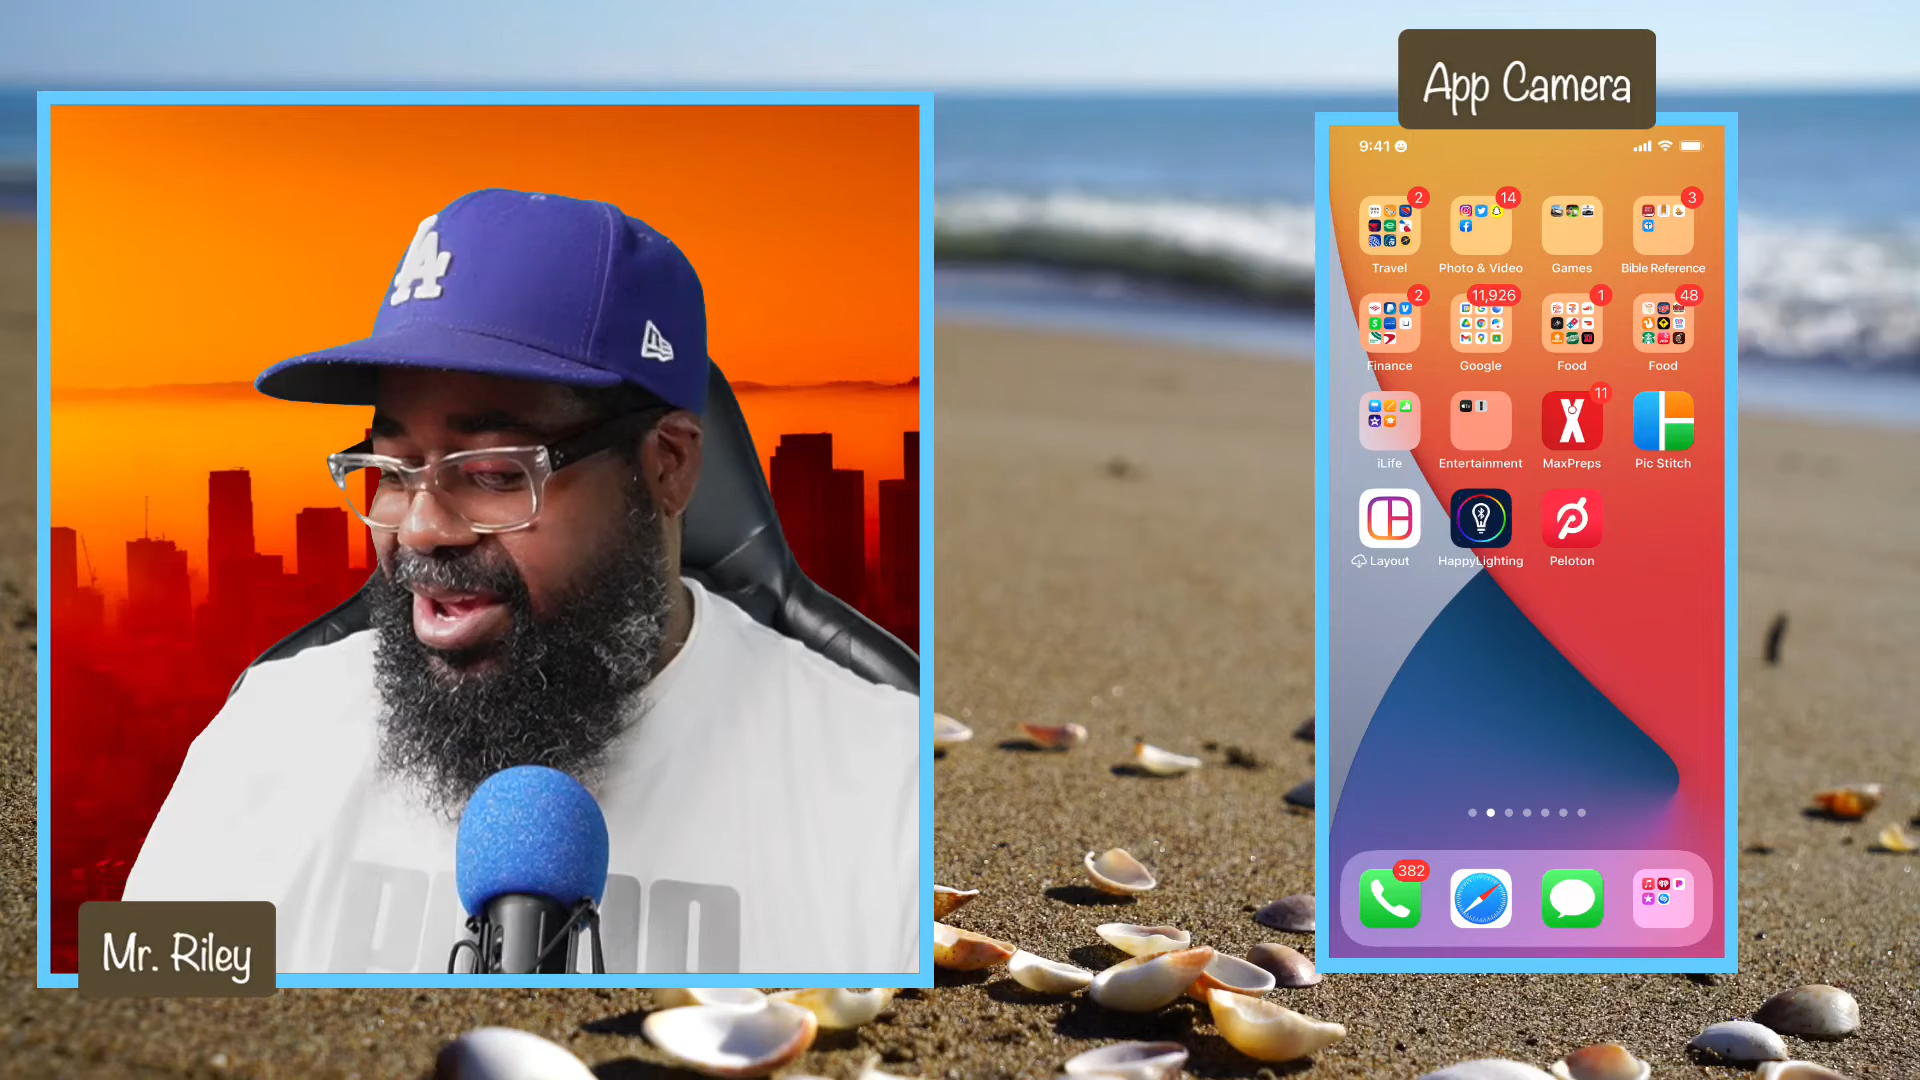 App Camera
9:41
2
14
3
Travel
Photo & Video
Games
Bible Reference
2
11,926
1
48
Finance
Google
Food
Food
11
iLife
Entertainment
MaxPreps
Pic Stitch
Layout
HappyLighting
Peloton
382
LA
Mr. Riley